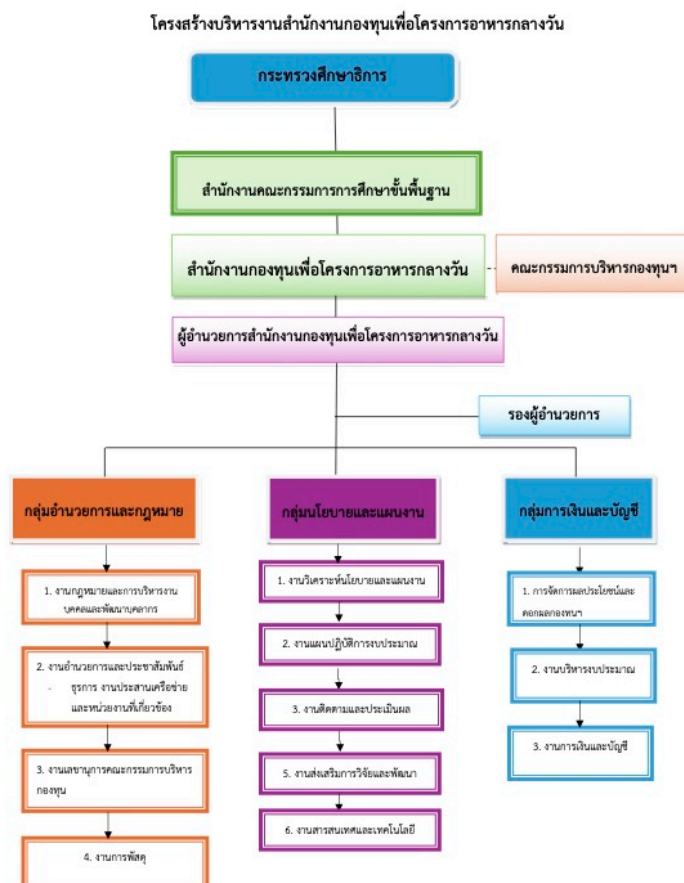 โครงสร้างบริหารงานสำนักงานกองทุนเพื่อโครงการอาหารกลางวัน
กระทรวงศึกษาธิการ
สำนักงานคณะกรรมการการศึกษาขั้นพื้นฐาน
สำนักงานกองทุนเพื่อโครงการอาหารกลางวัน
คณะกรรมการบริหารกองทุนฯ
ผู้อำนวยการสำนักงานกองทุนเพื่อโครงการอาหารกลางวัน
รองผู้อำนวยการ
กลุ่มอำนวยการและกฎหมาย
1. งานกฎหมายและการบริหารงาน
บุคคลและพัฒนาบุคลากร
2. งานอำนวยการและประชาสัมพันธ์
- ธุรการ งานประสานเครือข่าย
และหน่วยงานที่เกี่ยวข้อง
3. งานเลขานุการคณะกรรมการบริหาร
กองทุน
4. งานการพัสดุ
กลุ่มนโยบายและแผนงาน
1. งานวิเคราะห์นโยบายและแผนงาน
2. งานแผนปฏิบัติการงบประมาณ
3. งานติดตามและประเมินผล
5. งานส่งเสริมการวิจัยและพัฒนา
6. งานสารสนเทศและเทคโนโลยี
กลุ่มการเงินและบัญชี
1. การจัดการผลประโยชน์และ
ดอกผลกองทุนฯ
2. งานบริหารงบประมาณ
3. งานการเงินและบัญชี